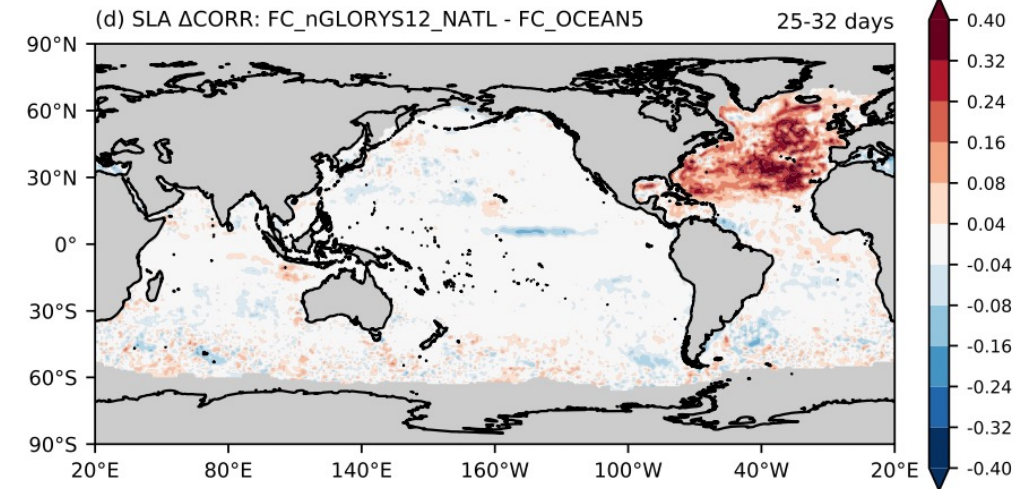 (d) SLA ΔCORR: FC_nGLORYS12_NATL - FC_OCEAN5
25-32 days
90°N
60°N
30°N
0°
30°S
60°S
90°S
20°E
80°E
140°E
160°W
100°W
40°W
20°E
0.40
0.32
0.24
0.16
0.08
0.04
-0.04
-0.08
-0.16
-0.24
-0.32
-0.40